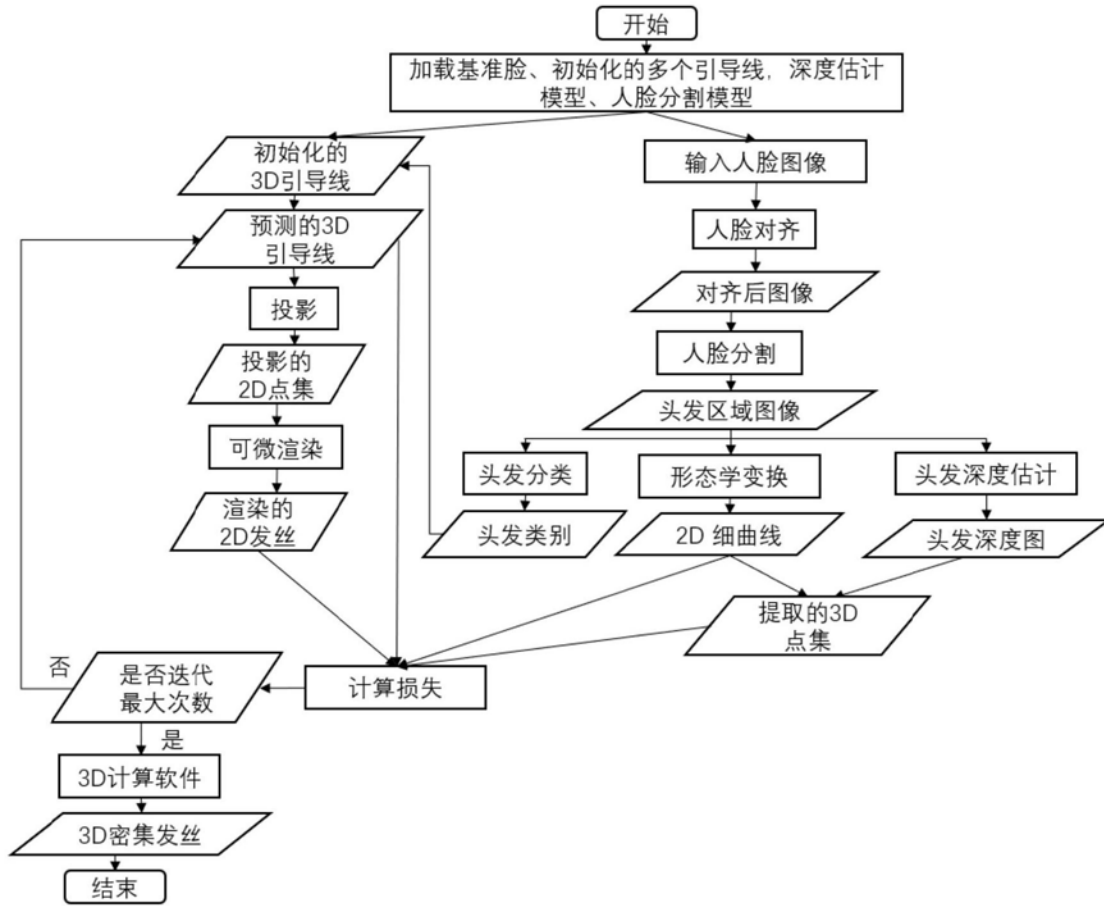 开始
加载基准脸、初始化的多个引导线，深度估计
模型、人脸分割模型
初始化的
3D引导线
输入人脸图像
预测的3D
引导线
人脸对齐
投影
对齐后图像
投影的
2D点集
人脸分割
头发区域图像
可微渲染
头发分类
形态学变换
头发深度估计
渲染的
2D发丝
头发类别
2D 细曲线
头发深度图
提取的3D
点集
否
是否迭代
最大次数
计算损失
是
3D计算软件
3D密集发丝
结束